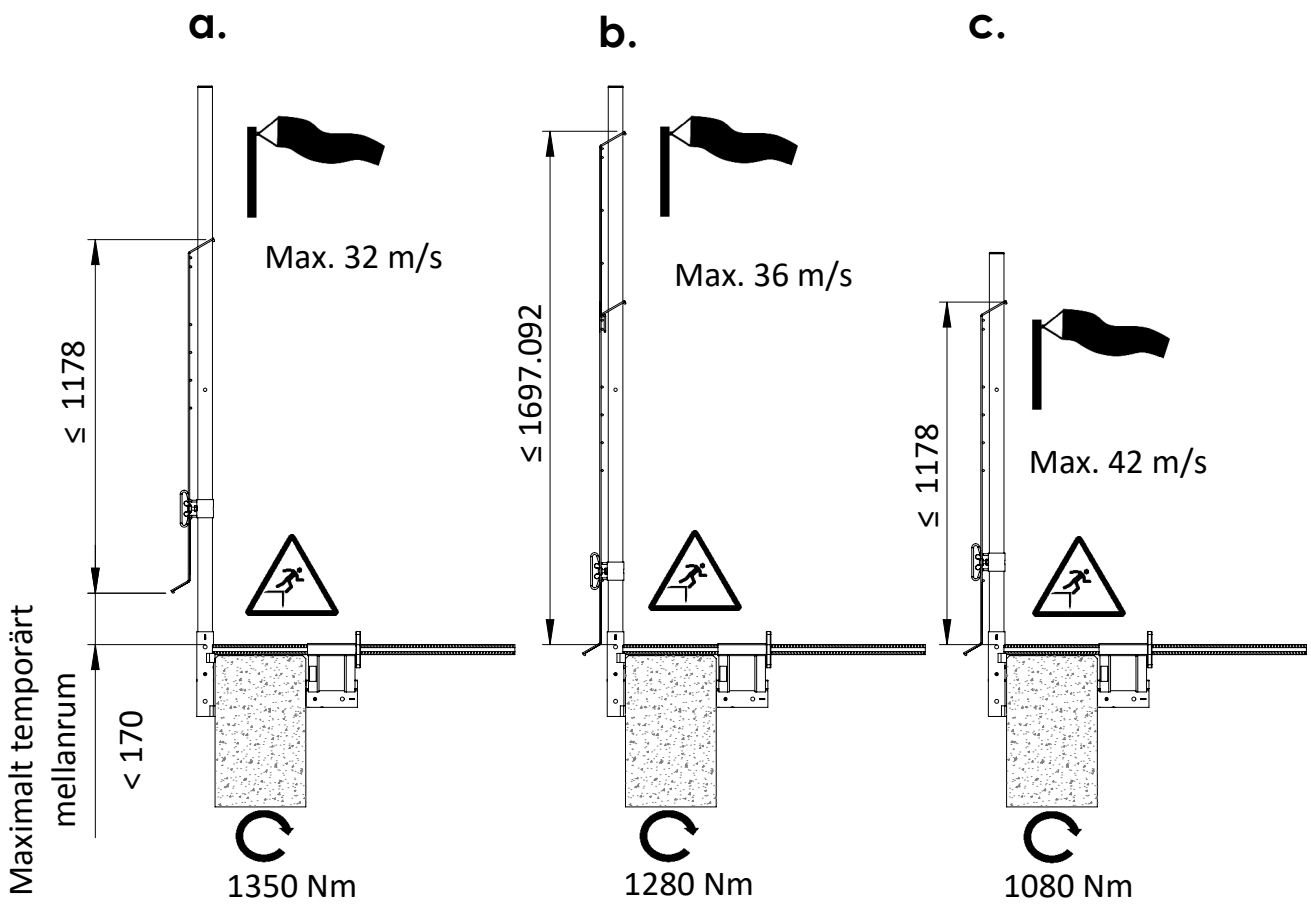 a.
b.
c.
Max. 32 m/s
Max. 36 m/s
Max. 42 m/s
≤ 1178
≤ 1697.092
≤ 1178
Maximalt temporärt
mellanrum
< 170
1350 Nm
1280 Nm
1080 Nm